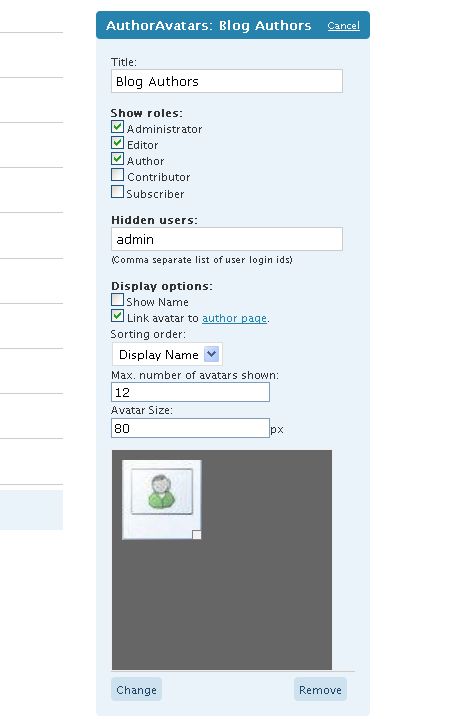 AuthorAvatars: Blog Authors Cancel
Title:
Blog Authors
Show roles:
Administrator
Editor
Author
Contributor
Subscriber
Hidden users:
admin
(Comma separate list of user login ids)
Display options:
Show Name
Link avatar to author page.
Sorting order:
Display Name
Max. number of avatars shown:
12
Avatar Size:
80 px
Change Remove